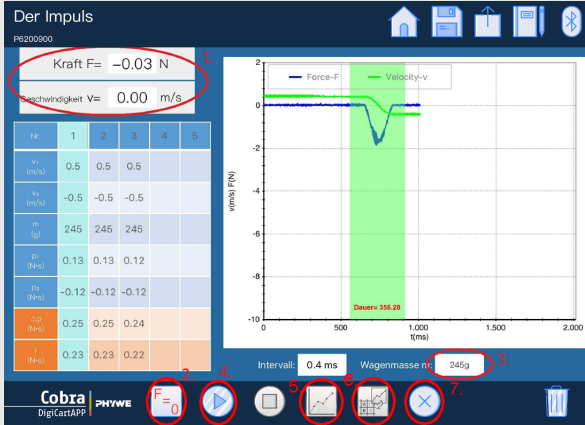 Der Impuls
P6200900
Kraft F= -0.03 N
1.
Geschwindigkeit v= 0.00 m/s
Nr. 1 2 3 4 5
v₁ (m/s) 0.5 0.5 0.5
v₂ (m/s) -0.5 -0.5 -0.5
m (g) 245 245 245
p₁ (N•s) 0.13 0.13 0.12
p₂ (N•s) -0.12 -0.12 -0.12
△p (N•s) 0.25 0.25 0.24
I (N•s) 0.23 0.23 0.22
Force-F Velocity-v
2
0
-2
-4
-6
-8
-10
v(m/s) F(N)
Dauer= 356.28
0 500 1.000 1.500 2.000
t(ms)
Intervall: 0.4 ms Wagenmasse m: 245g 3.
2. 4. 5. 6. 7.
F=0
Cobra
DigiCartAPP
PHYWE